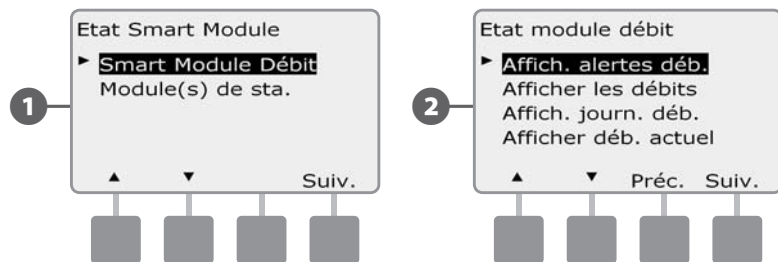 1
Etat Smart Module
Smart Module Débit
Module(s) de sta.
Suiv.
2
Etat module débit
Affich. alertes déb.
Afficher les débits
Affich. journ. déb.
Afficher déb. actuel
Préc. Suiv.